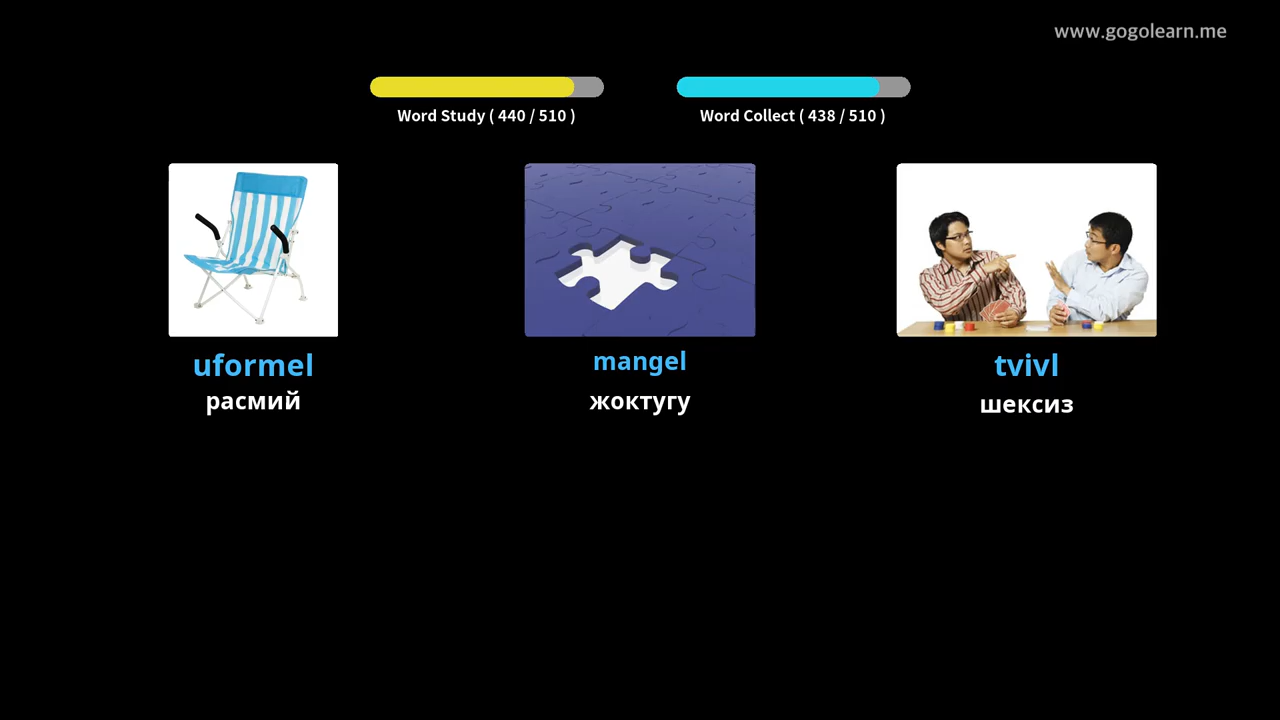 www.gogolearn.me
Word Study ( 440 / 510 )
Word Collect ( 438 / 510 )
uformel
mangel
tvivl
расмий
жоктугу
шексиз